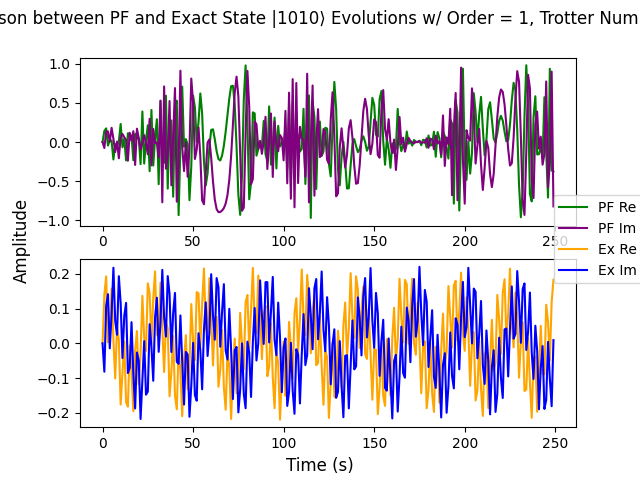 son between PF and Exact State |1010⟩ Evolutions w/ Order = 1, Trotter Num
1.0
0.5
0.0
−0.5
−1.0
0 50 100 150 200 250
PF Re
PF Im
Ex Re
Ex Im
Amplitude
0.2
0.1
0.0
−0.1
−0.2
0 50 100 150 200 250
Time (s)